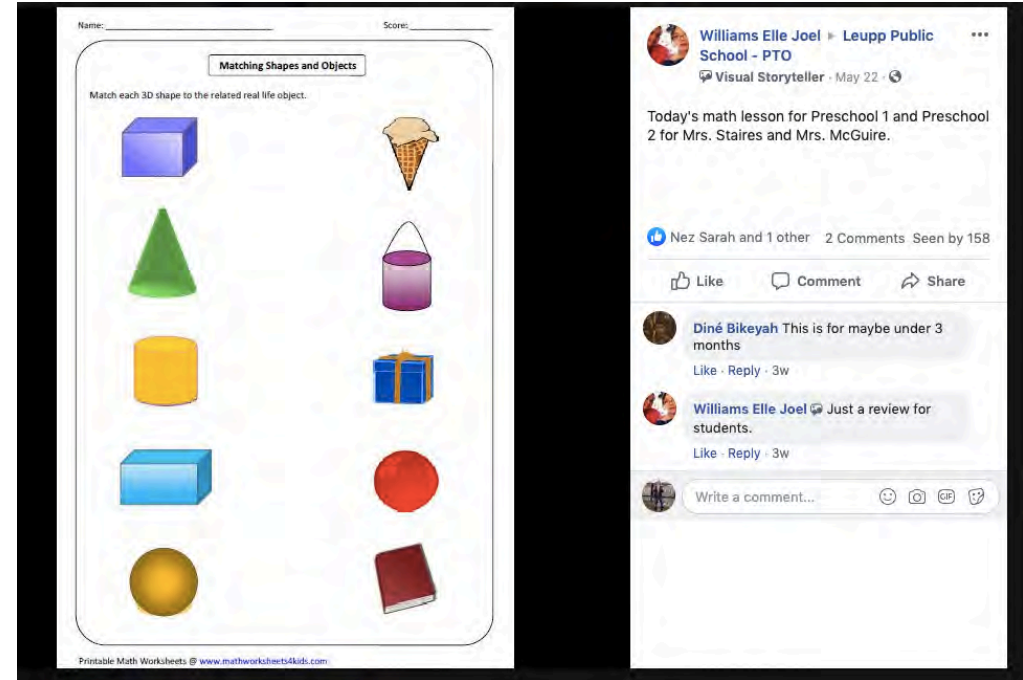 Name:
Score:
Matching Shapes and Objects
Match each 3D shape to the related real life object.
Printable Math Worksheets @ www.mathworksheets4kids.com
Williams Elle Joel ▸ Leupp Public
School - PTO
Visual Storyteller · May 22 ·
Today's math lesson for Preschool 1 and Preschool
2 for Mrs. Staires and Mrs. McGuire.
Nez Sarah and 1 other 2 Comments Seen by 158
Like Comment Share
Diné Bikeyah This is for maybe under 3
months
Like · Reply · 3w
Williams Elle Joel Just a review for
students.
Like · Reply · 3w
Write a comment... GIF